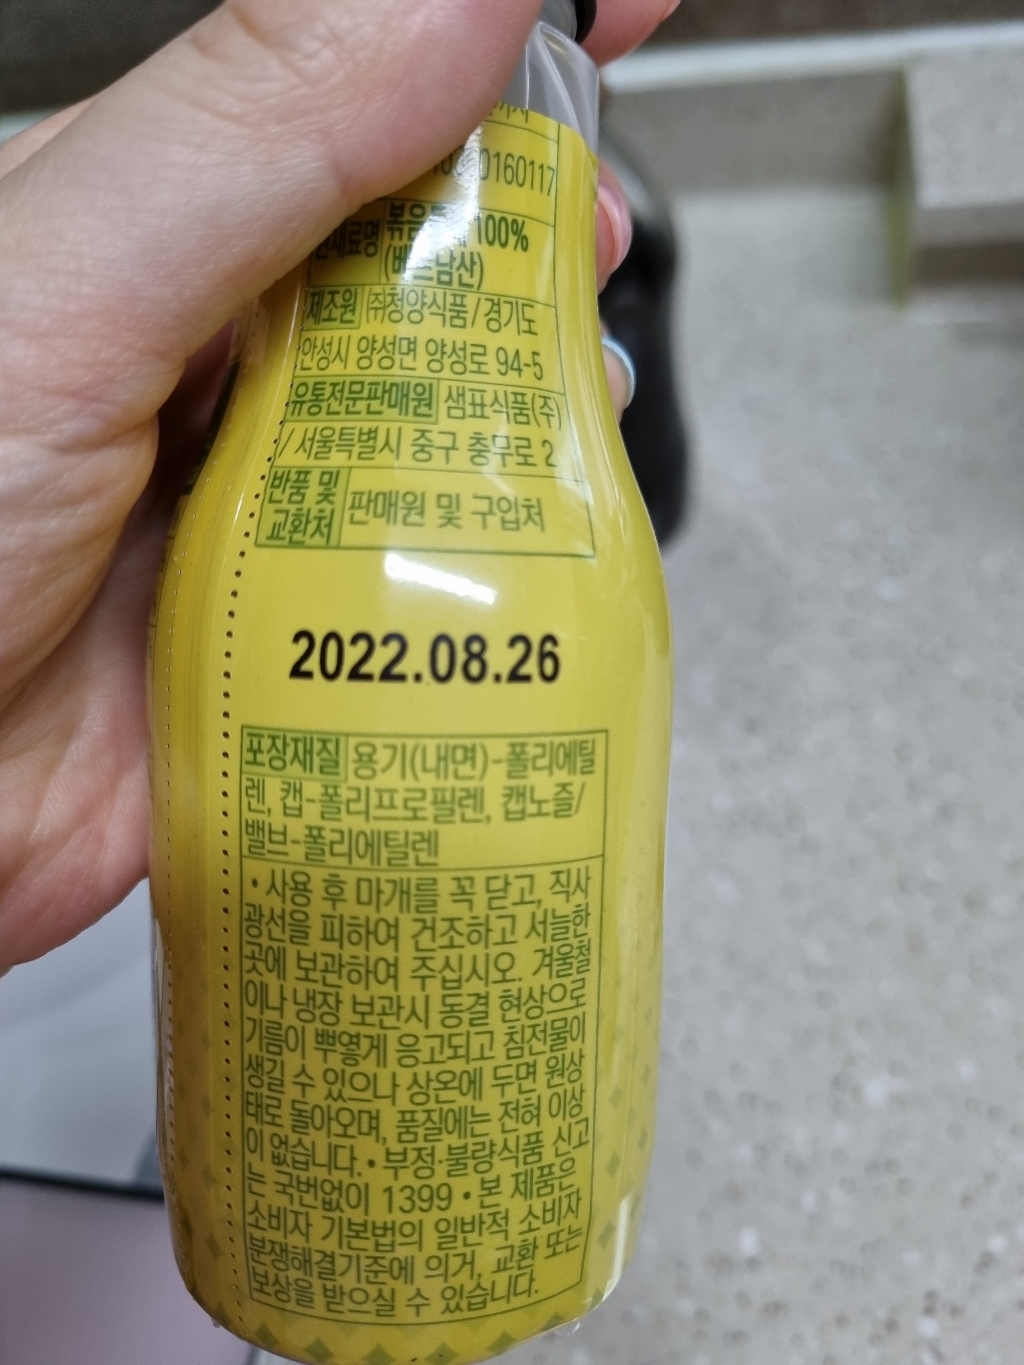 0160117
원재료명 볶음 100%
(베트남산)
제조원 ㈜청양식품/경기도
안성시 양성면 양성로 94-5
유통전문판매원 샘표식품(주)
/ 서울특별시 중구 충무로 2
반품 및 교환처 판매원 및 구입처
2022.08.26
포장재질 용기(내면)-폴리에틸
렌, 캡-폴리프로필렌, 캡노즐/
밸브-폴리에틸렌
• 사용 후 마개를 꼭 닫고, 직사
광선을 피하여 건조하고 서늘한
곳에 보관하여 주십시오. 겨울철
이나 냉장 보관시 동결 현상으로
기름이 뿌옇게 응고되고 침전물이
생길 수 있으나 상온에 두면 원상
태로 돌아오며, 품질에는 전혀 이상
이 없습니다. • 부정·불량식품 신고
는 국번없이 1399 • 본 제품은
소비자 기본법의 일반적 소비자
분쟁해결기준에 의거, 교환 또는
보상을 받으실 수 있습니다.